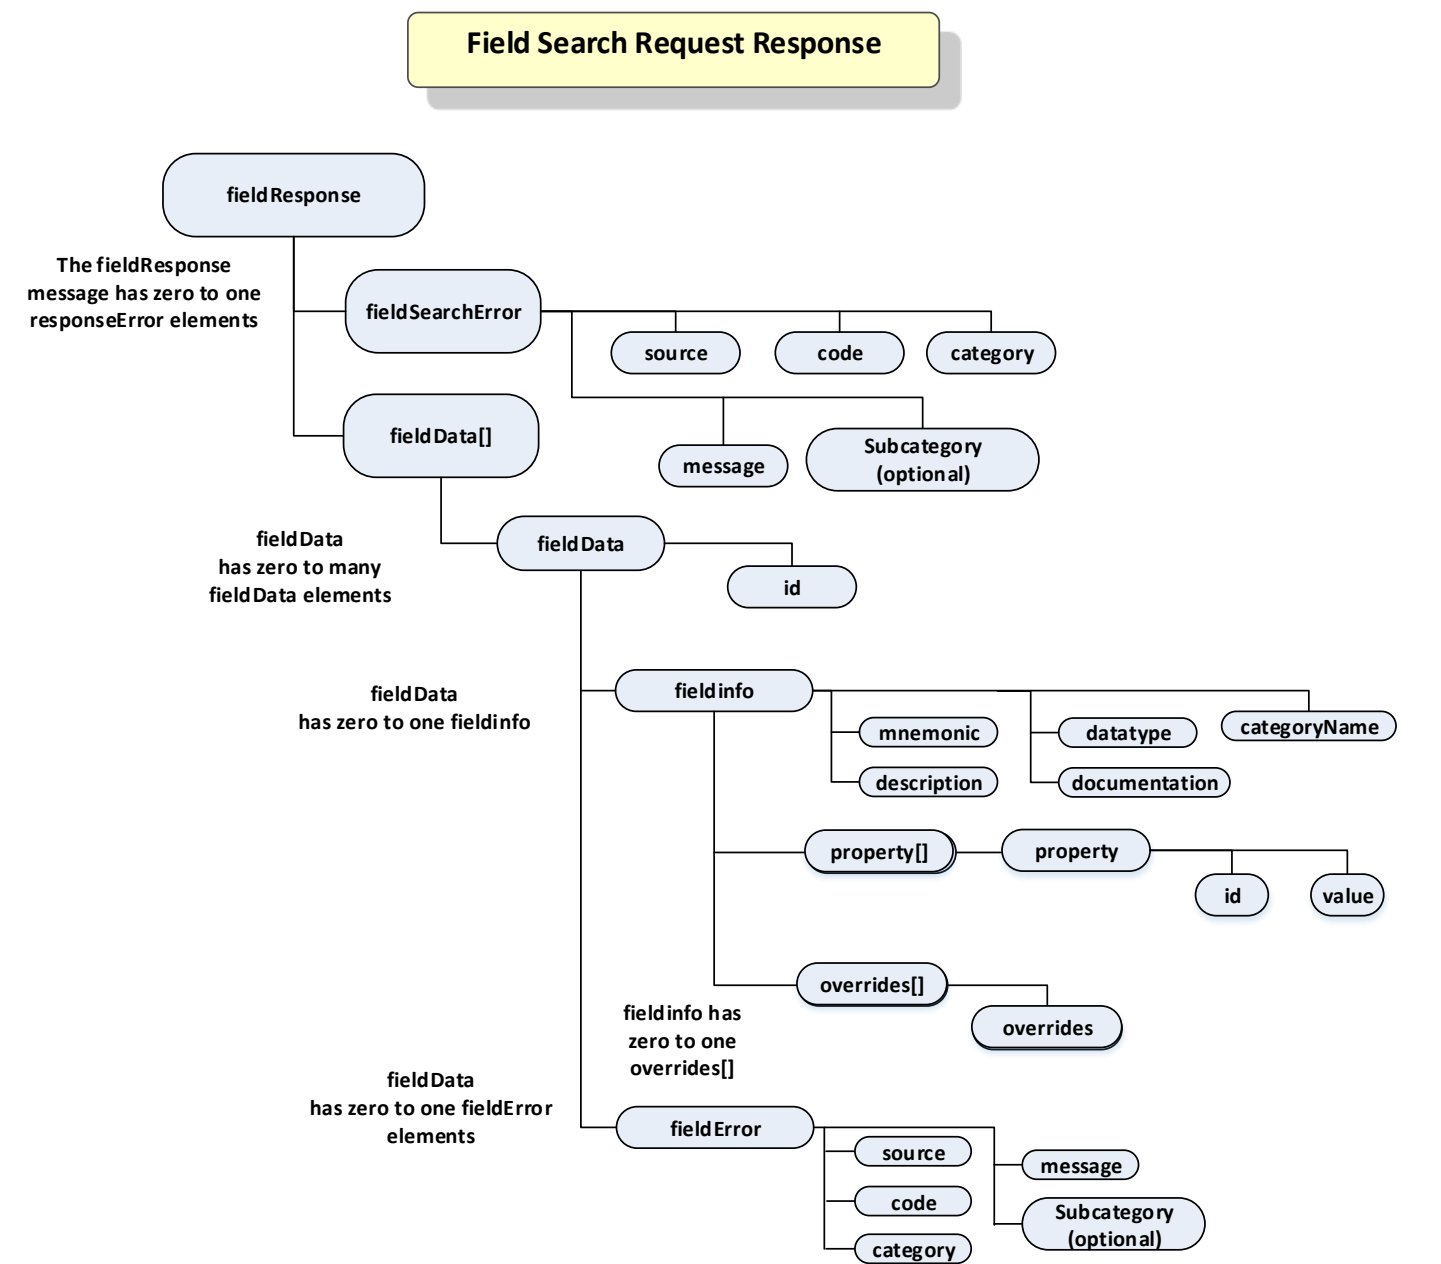 Field Search Request Response
fieldResponse
The fieldResponse
message has zero to one
responseError elements
fieldSearchError
source
code
category
fieldData[]
message
Subcategory
(optional)
fieldData
has zero to many
fieldData elements
fieldData
id
fieldData
has zero to one fieldinfo
fieldinfo
mnemonic
datatype
categoryName
description
documentation
property[]
property
id
value
overrides[]
overrides
fieldinfo has
zero to one
overrides[]
fieldData
has zero to one fieldError
elements
fieldError
source
message
code
Subcategory
(optional)
category